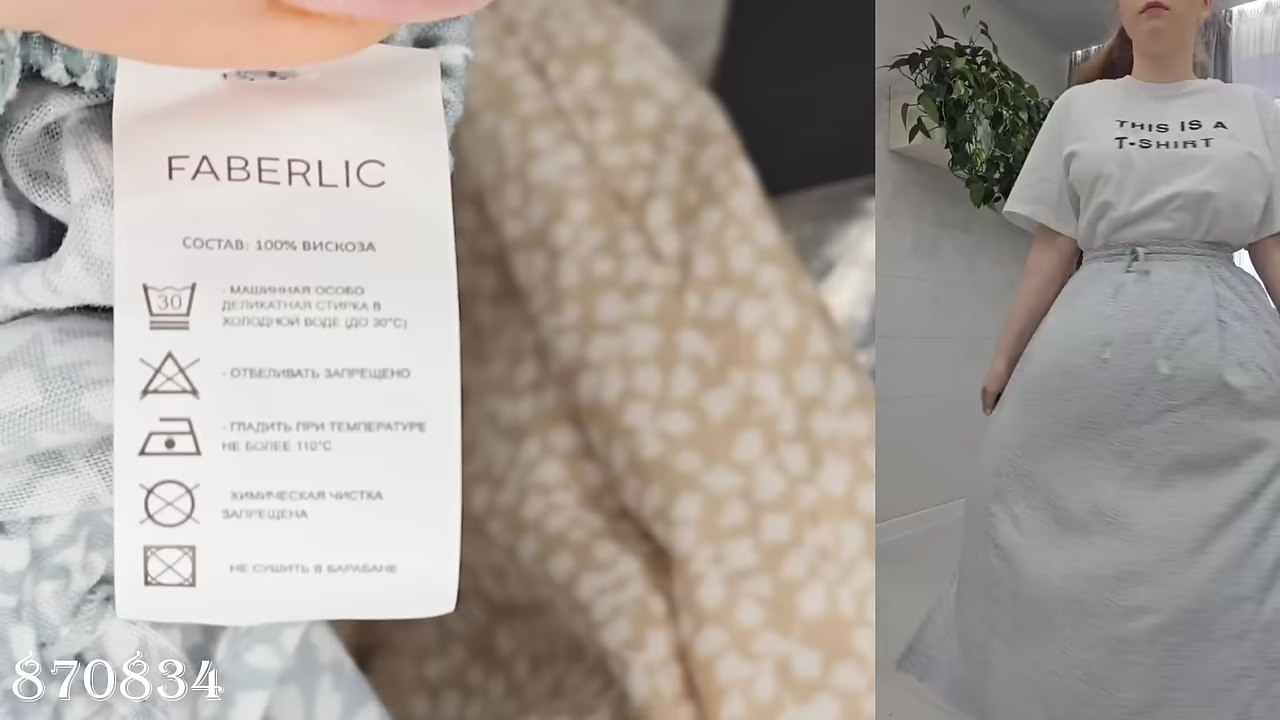 FABERLIC
СОСТАВ: 100% ВИСКОЗА
30
- МАШИННАЯ ОСОБО
ДЕЛИКАТНАЯ СТИРКА В
ХОЛОДНОЙ ВОДЕ (ДО 30°C)
- ОТБЕЛИВАТЬ ЗАПРЕЩЕНО
- ГЛАДИТЬ ПРИ ТЕМПЕРАТУРЕ
НЕ БОЛЕЕ 110°C
ХИМИЧЕСКАЯ ЧИСТКА
ЗАПРЕЩЕНА
НЕ СУШИТЬ В БАРАБАНЕ
870834
THIS IS A
T-SHIRT